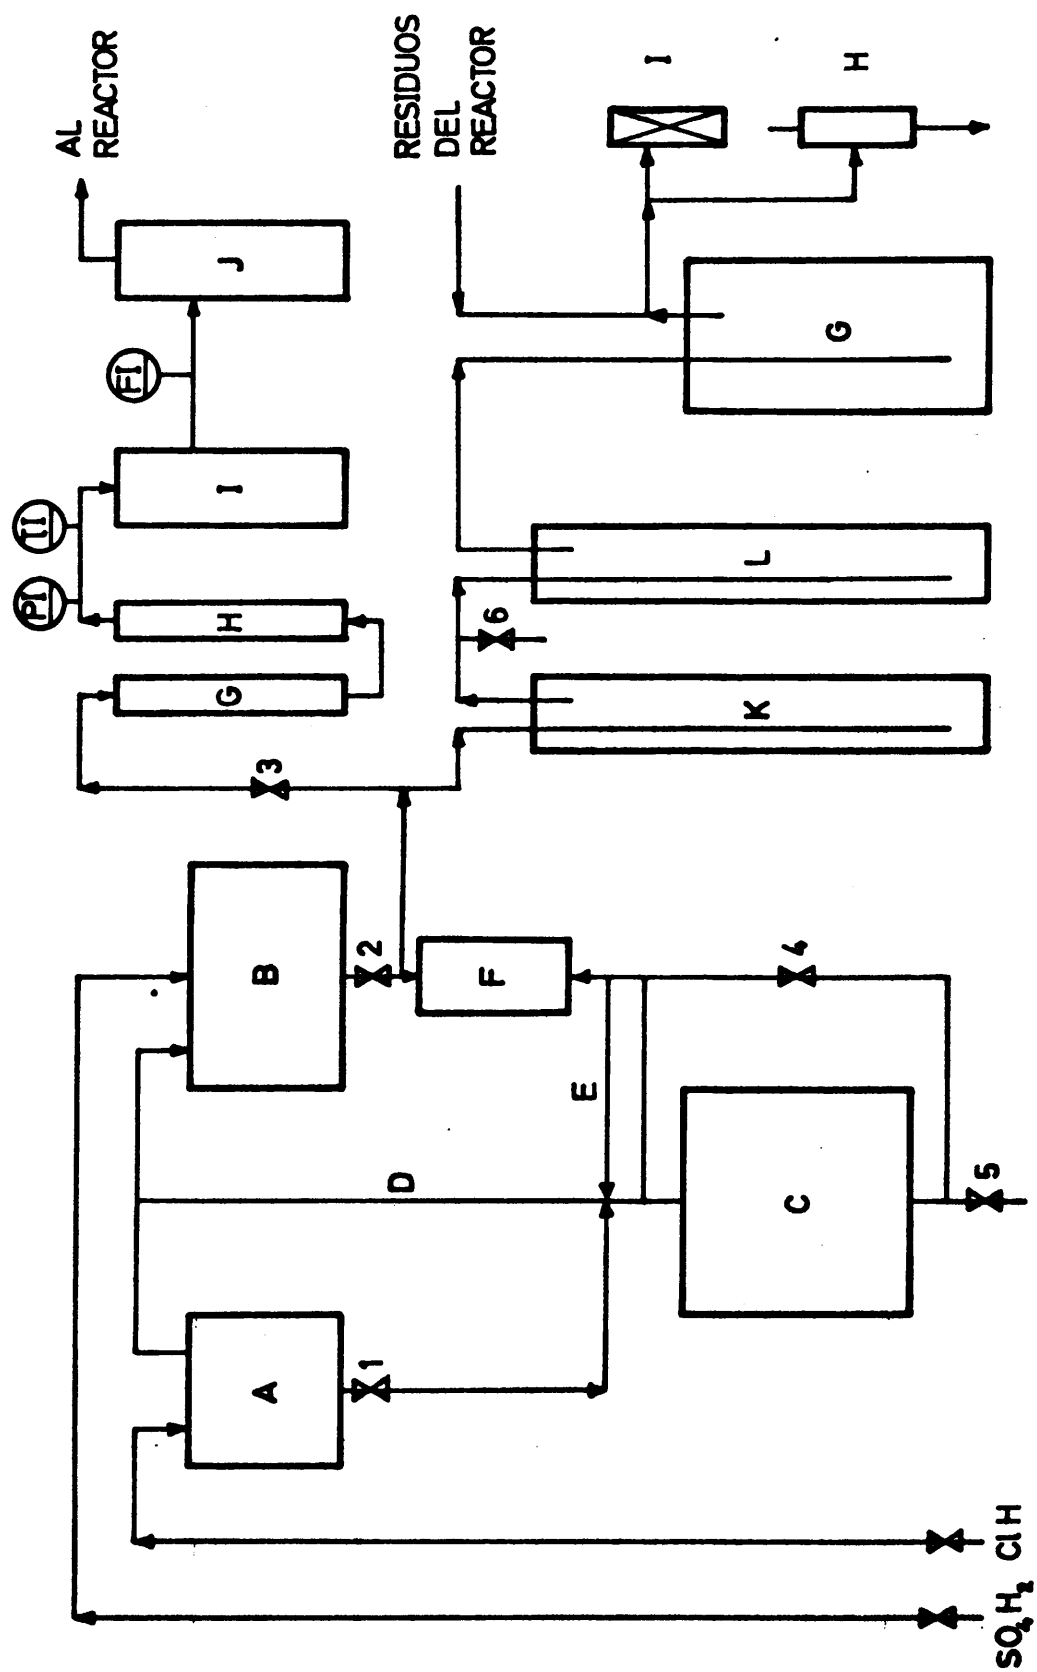 AL
REACTOR
J
FI
I
TI
PI
H
G
3
RESIDUOS
DEL
REACTOR
I
H
G
L
6
K
B
2
F
4
E
D
C
5
A
1
ClH
SO₄H₂